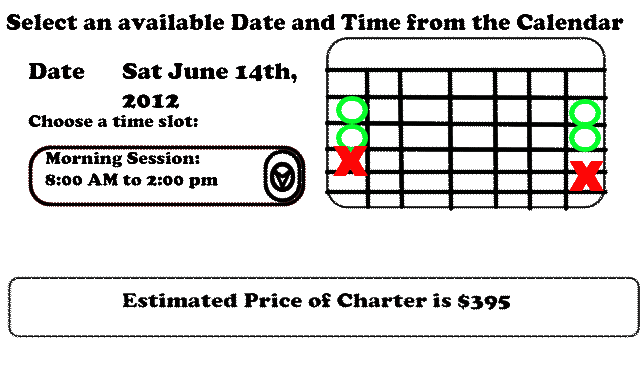 Select an available Date and Time from the Calendar
Date Sat June 14th,
2012
Choose a time slot:
Morning Session:
8:00 AM to 2:00 pm
Estimated Price of Charter is $395